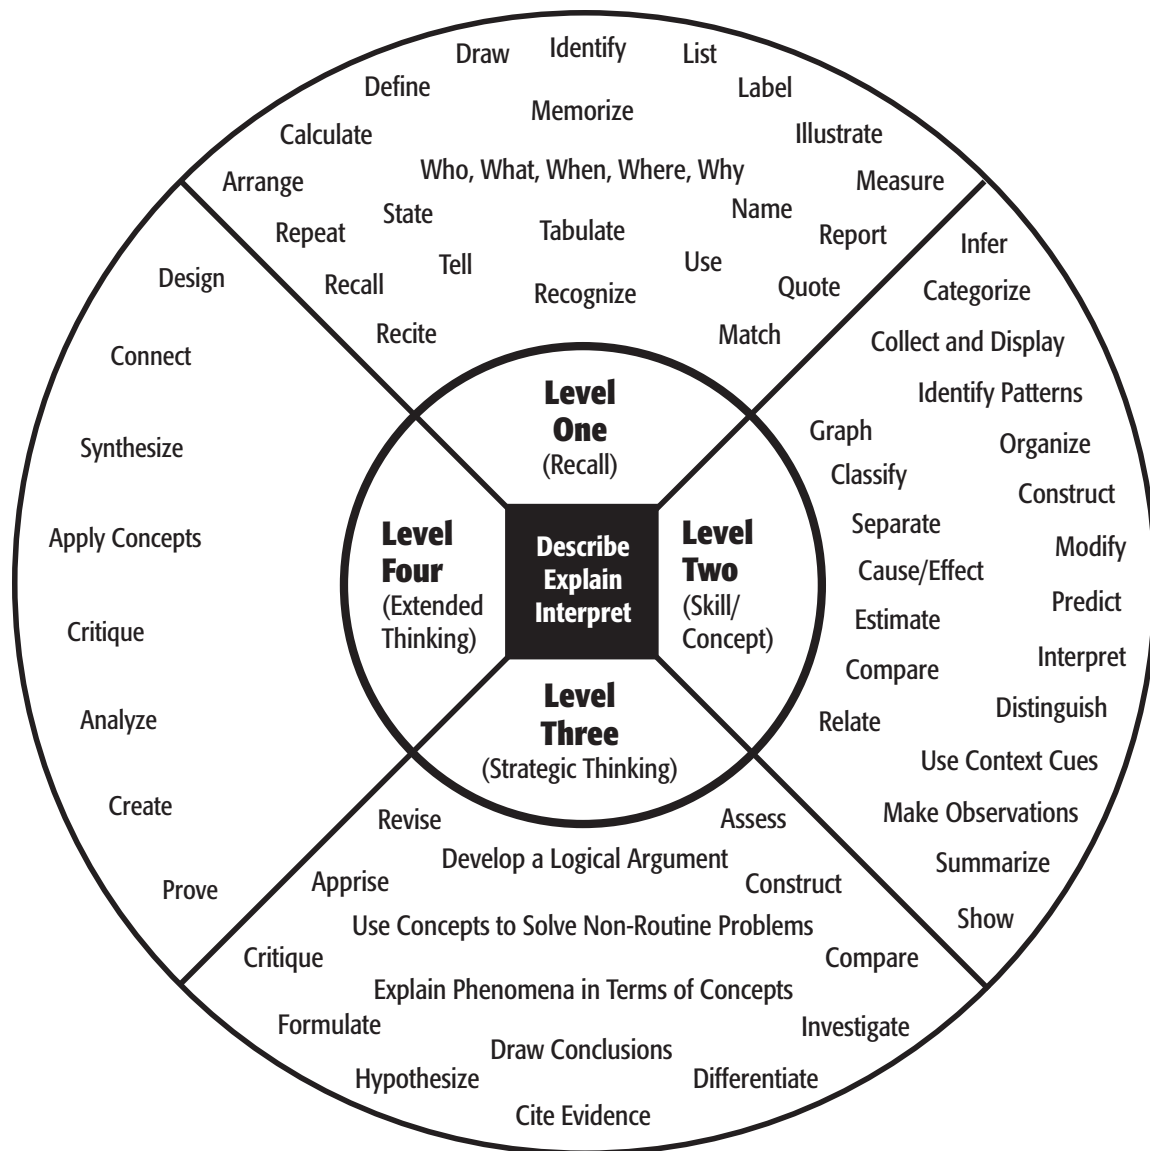 Draw
Identify
List
Define
Label
Memorize
Calculate
Illustrate
Who, What, When, Where, Why
Arrange
Measure
State
Name
Repeat
Tabulate
Report
Tell
Use
Recall
Recognize
Quote
Recite
Match
Level
One
(Recall)
Infer
Categorize
Collect and Display
Identify Patterns
Graph
Organize
Classify
Construct
Separate
Modify
Cause/Effect
Predict
Estimate
Interpret
Compare
Distinguish
Relate
Use Context Cues
Make Observations
Summarize
Show
Level
Two
(Skill/
Concept)
Describe
Explain
Interpret
Level
Four
(Extended
Thinking)
Design
Connect
Synthesize
Apply Concepts
Critique
Analyze
Create
Prove
Level
Three
(Strategic Thinking)
Revise
Assess
Develop a Logical Argument
Apprise
Construct
Use Concepts to Solve Non-Routine Problems
Critique
Compare
Explain Phenomena in Terms of Concepts
Formulate
Investigate
Draw Conclusions
Hypothesize
Differentiate
Cite Evidence